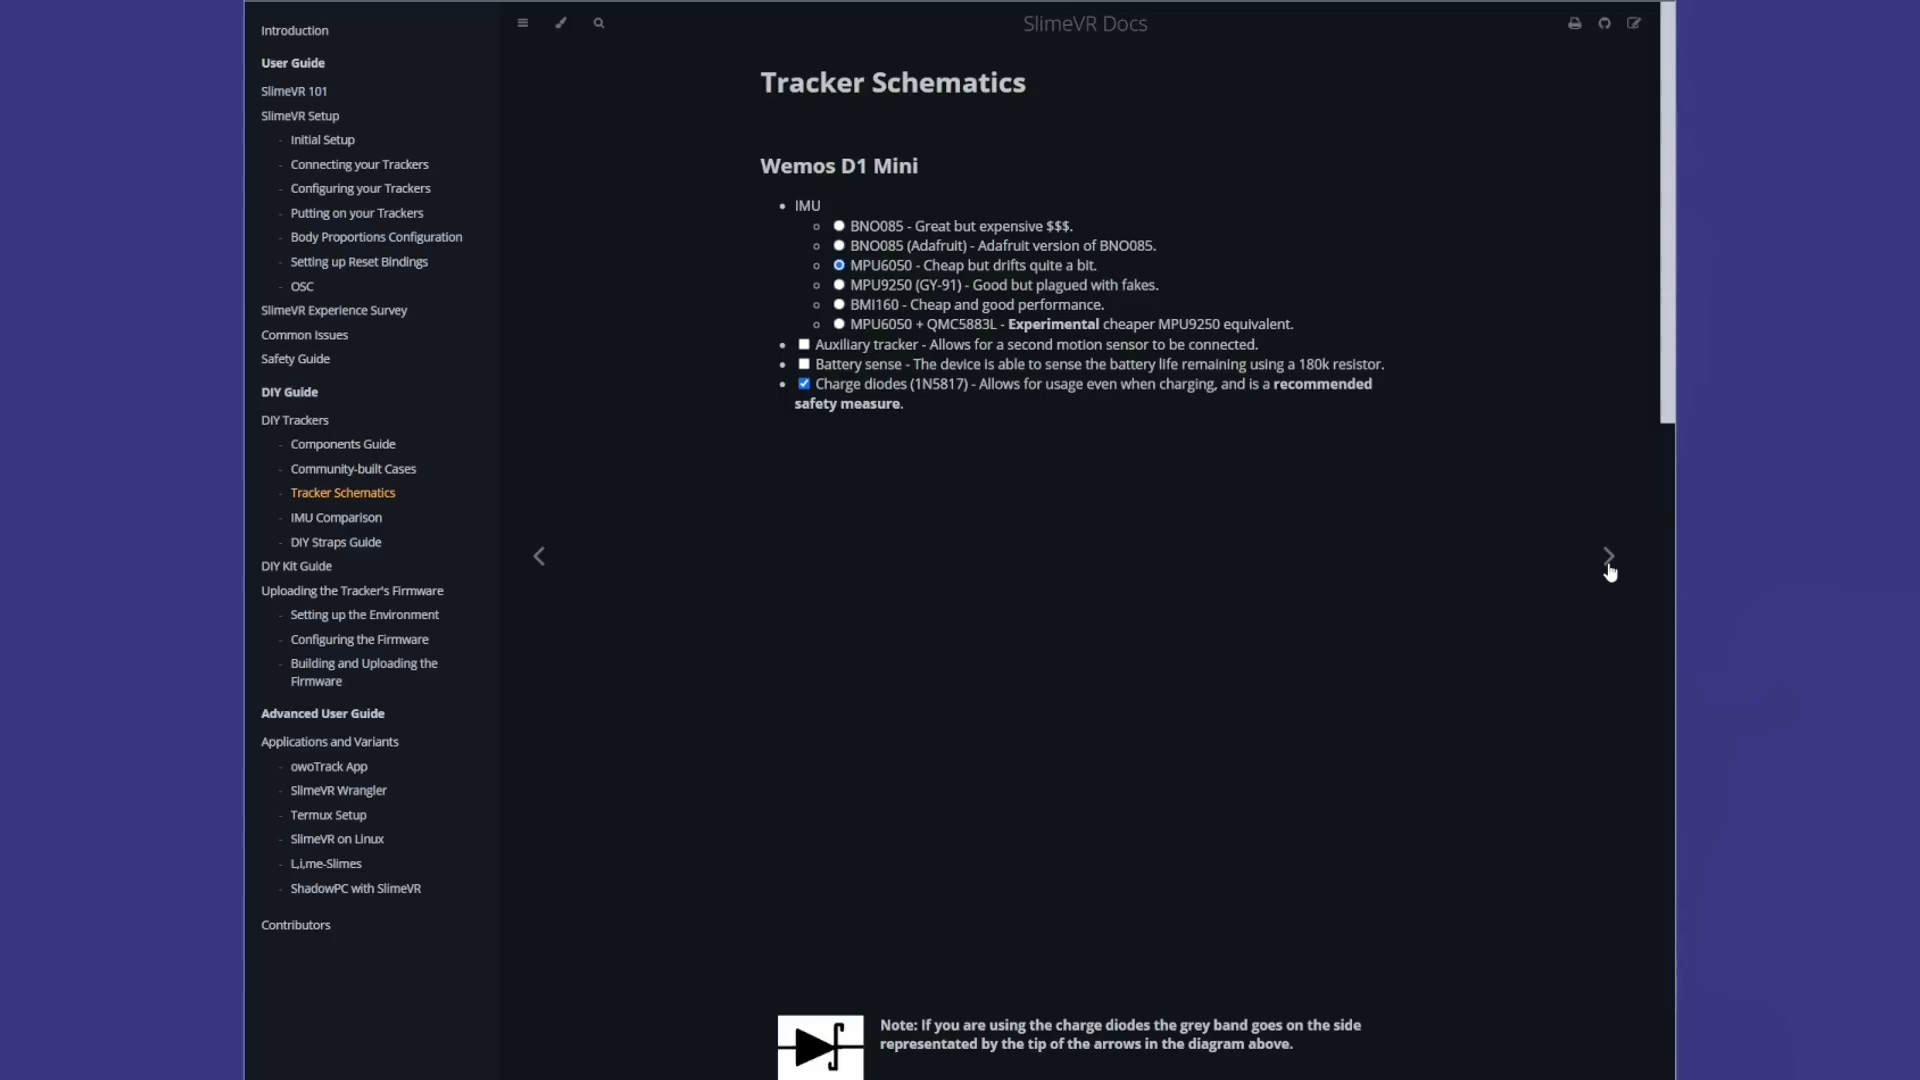 Introduction
User Guide
SlimeVR 101
SlimeVR Setup
- Initial Setup
- Connecting your Trackers
- Configuring your Trackers
- Putting on your Trackers
- Body Proportions Configuration
- Setting up Reset Bindings
- OSC
SlimeVR Experience Survey
Common Issues
Safety Guide
DIY Guide
DIY Trackers
- Components Guide
- Community-built Cases
- Tracker Schematics
- IMU Comparison
- DIY Straps Guide
DIY Kit Guide
Uploading the Tracker's Firmware
- Setting up the Environment
- Configuring the Firmware
- Building and Uploading the
Firmware
Advanced User Guide
Applications and Variants
- owoTrack App
- SlimeVR Wrangler
- Termux Setup
- SlimeVR on Linux
- L,i,me-Slimes
- ShadowPC with SlimeVR
Contributors
SlimeVR Docs
Tracker Schematics
Wemos D1 Mini
IMU
BNO085 - Great but expensive $$$.
BNO085 (Adafruit) - Adafruit version of BNO085.
MPU6050 - Cheap but drifts quite a bit.
MPU9250 (GY-91) - Good but plagued with fakes.
BMI160 - Cheap and good performance.
MPU6050 + QMC5883L - Experimental cheaper MPU9250 equivalent.
Auxiliary tracker - Allows for a second motion sensor to be connected.
Battery sense - The device is able to sense the battery life remaining using a 180k resistor.
Charge diodes (1N5817) - Allows for usage even when charging, and is a recommended
safety measure.
Note: If you are using the charge diodes the grey band goes on the side
representated by the tip of the arrows in the diagram above.